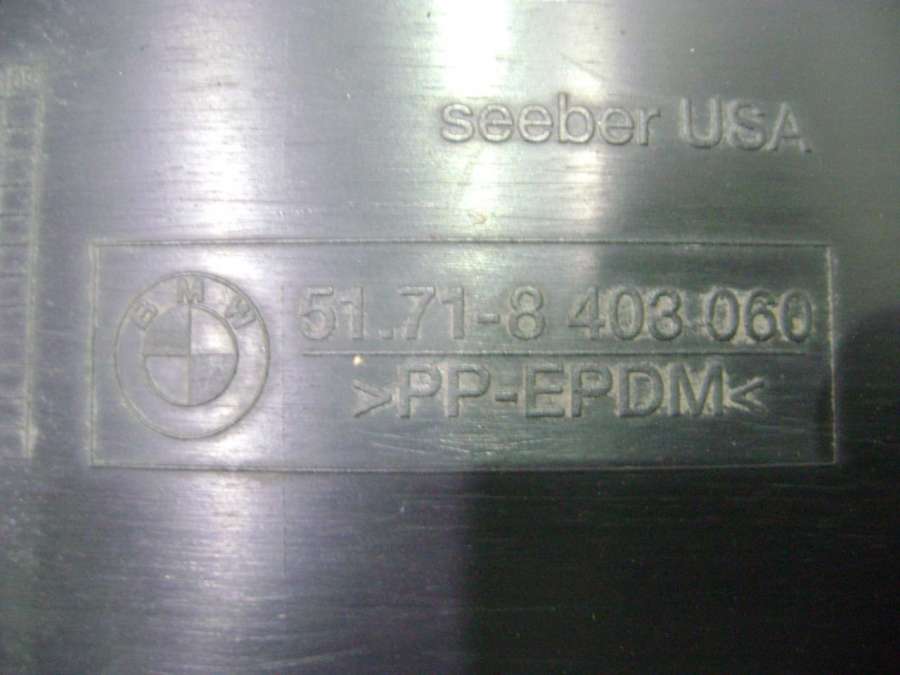 seeber USA
BMW
51.71-8 403 060
>PP-EPDM<